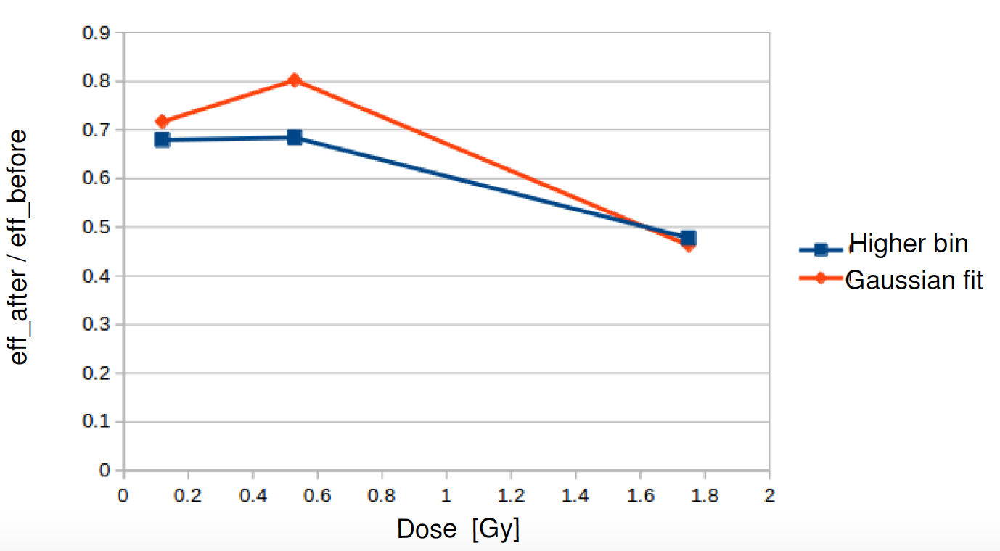 0.9
0.8
0.7
0.6
0.5
0.4
0.3
0.2
0.1
0
0 0.2 0.4 0.6 0.8 1 1.2 1.4 1.6 1.8 2
eff_after / eff_before
Dose [Gy]
Higher bin
Gaussian fit